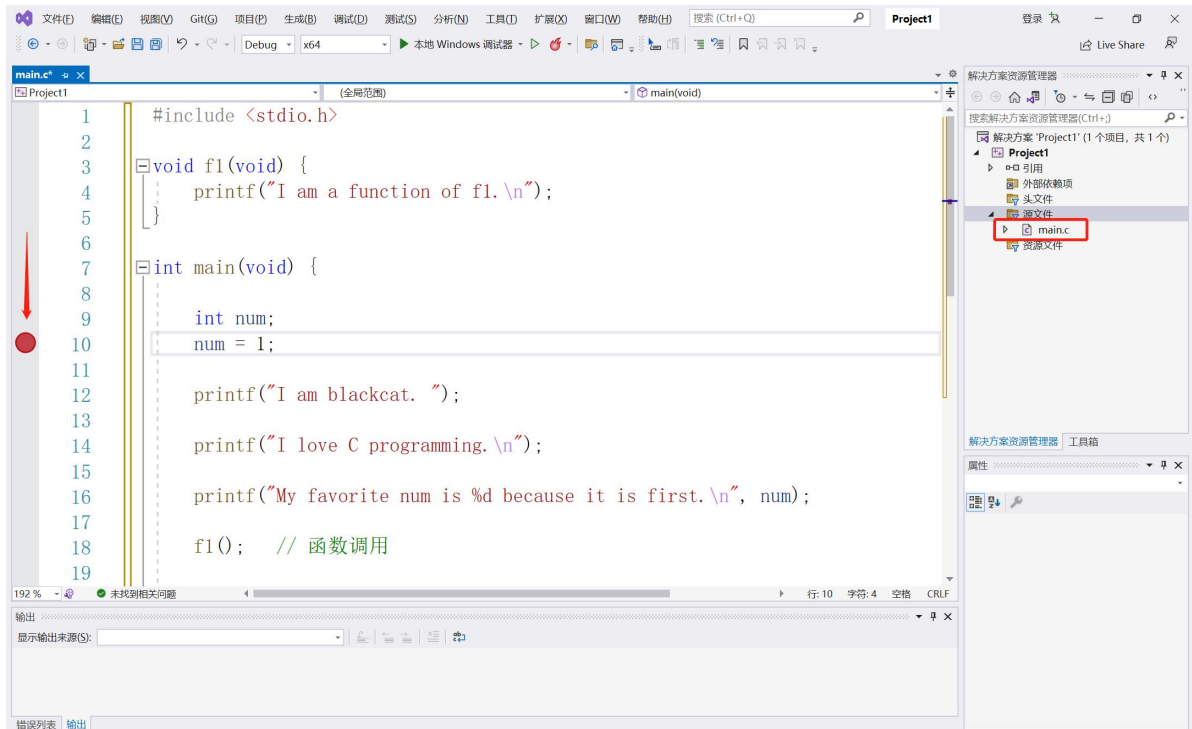 文件(F) 编辑(E) 视图(V) Git(G) 项目(P) 生成(B) 调试(D) 测试(S) 分析(N) 工具(T) 扩展(X) 窗口(W) 帮助(H) 搜索 (Ctrl+Q) Project1 登录
Debug x64 本地 Windows 调试器 Live Share
main.c*
Project1 (全局范围) main(void)
1 #include <stdio.h>
2
3 void f1(void) {
4 printf("I am a function of f1.\n");
5 }
6
7 int main(void) {
8
9 int num;
10 num = 1;
11
12 printf("I am blackcat. ");
13
14 printf("I love C programming.\n");
15
16 printf("My favorite num is %d because it is first.\n", num);
17
18 f1(); // 函数调用
19
192 % 未找到相关问题 行: 10 字符: 4 空格 CRLF
输出
显示输出来源(S):
错误列表 输出
解决方案资源管理器
搜索解决方案资源管理器(Ctrl+;)
解决方案 'Project1' (1 个项目，共 1 个)
Project1
引用
外部依赖项
头文件
源文件
main.c
资源文件
解决方案资源管理器 工具箱
属性